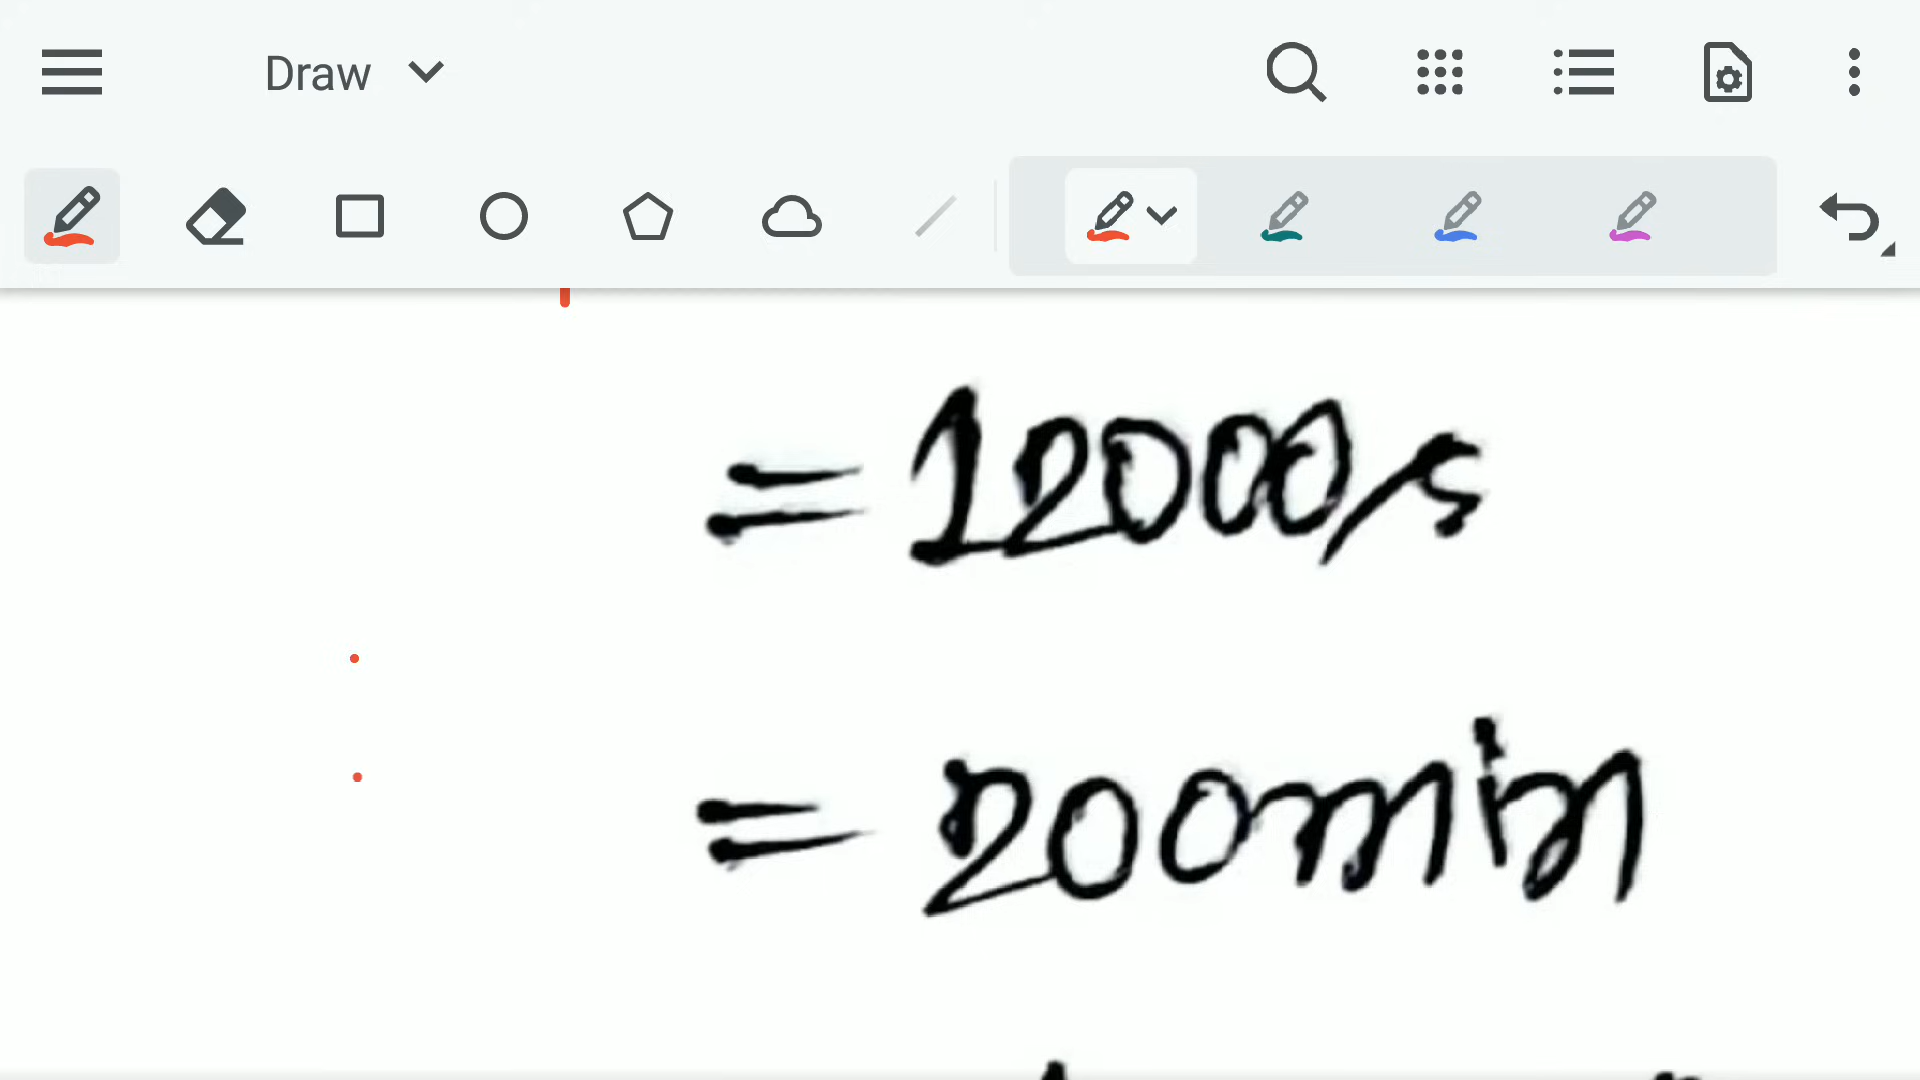 Draw
= 12000s
= 200min